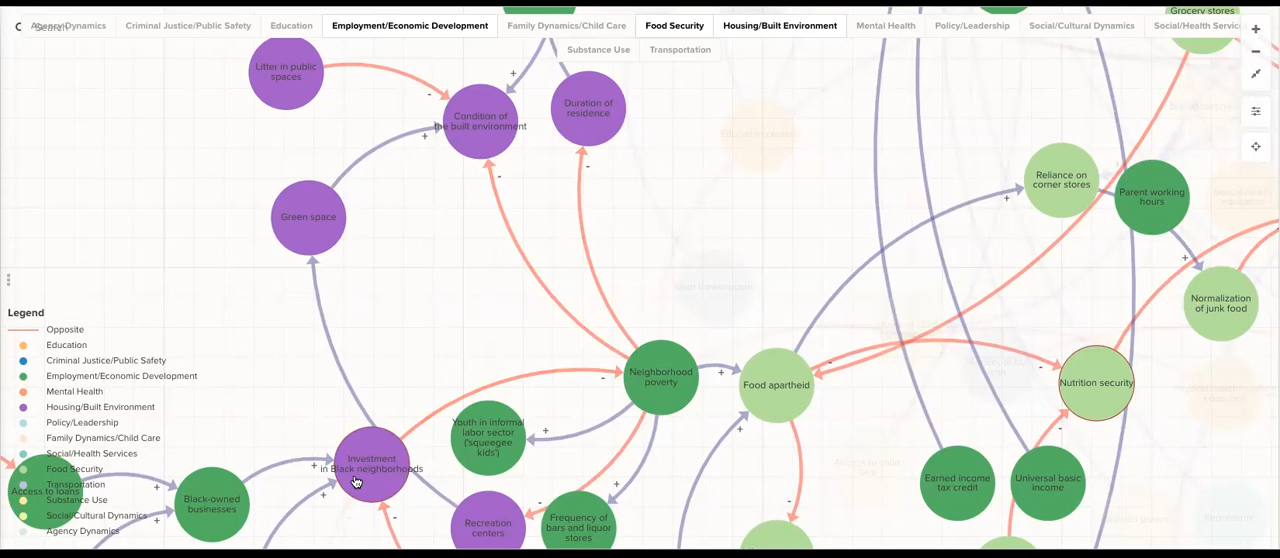 Grocery stores
Agency Dynamics
Criminal Justice/Public Safety
Education
Employment/Economic Development
Family Dynamics/Child Care
Food Security
Housing/Built Environment
Mental Health
Policy/Leadership
Social/Cultural Dynamics
Social/Health Servic
Search
Substance Use
Transportation
Litter in public
spaces
Condition of
the built environment
Duration of
residence
+
-
+
-
-
Green space
Reliance on
corner stores
Parent working
hours
+
+
Normalization
of junk food
Neighborhood
poverty
-
+
Food apartheid
-
-
Nutrition security
Youth in informal
labor sector
('squeegee
kids')
+
+
-
Investment
in Black neighborhoods
+
+
-
Black-owned
businesses
Access to loans
+
+
Recreation
centers
-
+
Frequency of
bars and liquor
stores
-
Earned income
tax credit
Universal basic
income
Legend
Opposite
Education
Criminal Justice/Public Safety
Employment/Economic Development
Mental Health
Housing/Built Environment
Policy/Leadership
Family Dynamics/Child Care
Social/Health Services
Food Security
Transportation
Substance Use
Social/Cultural Dynamics
Agency Dynamics